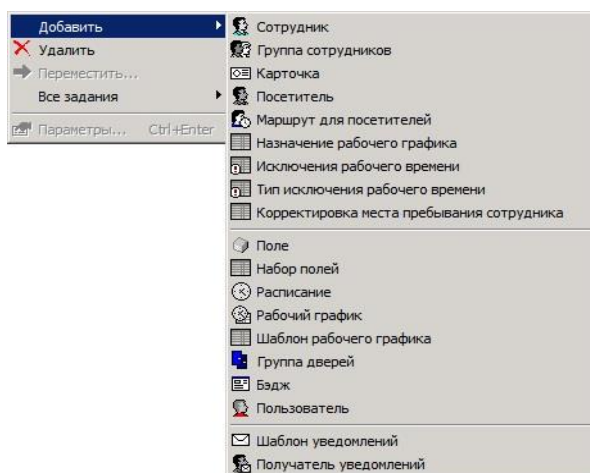 Добавить
Удалить
Переместить...
Все задания
Параметры... Ctrl+Enter
Сотрудник
Группа сотрудников
Карточка
Посетитель
Маршрут для посетителей
Назначение рабочего графика
Исключения рабочего времени
Тип исключения рабочего времени
Корректировка места пребывания сотрудника
Поле
Набор полей
Расписание
Рабочий график
Шаблон рабочего графика
Группа дверей
Бэдж
Пользователь
Шаблон уведомлений
Получатель уведомлений